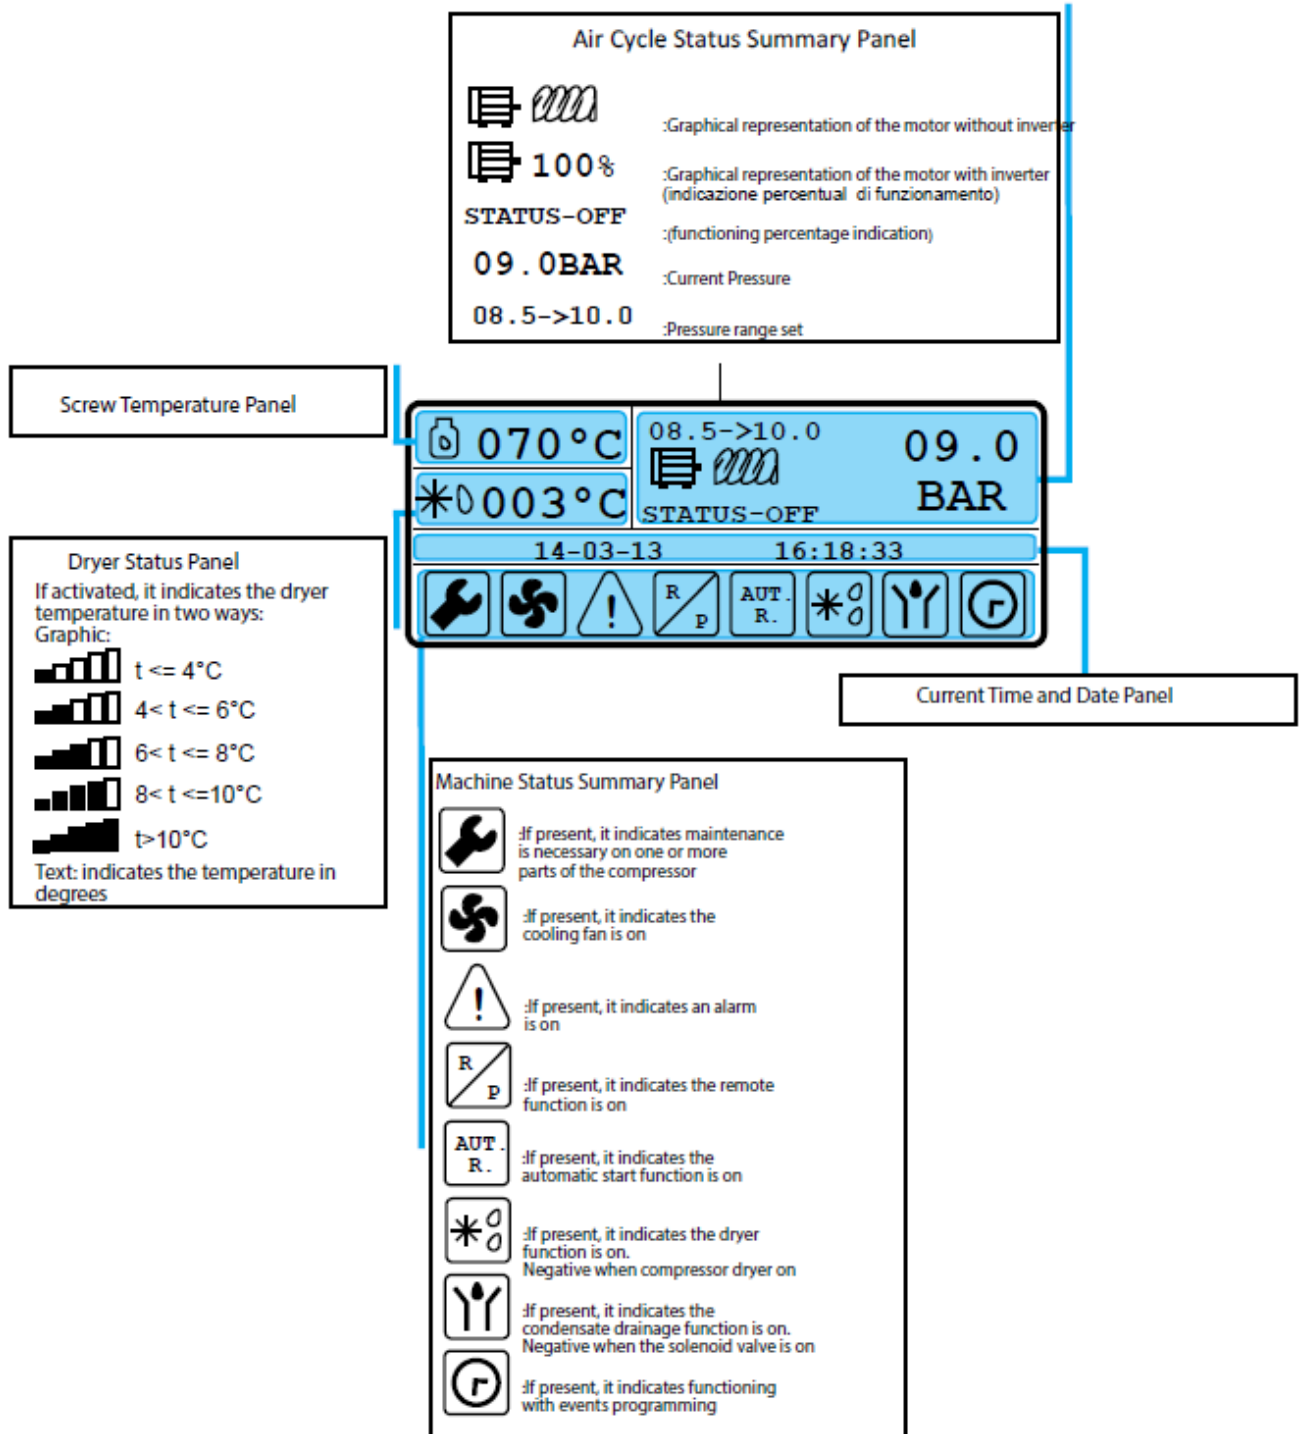 Air Cycle Status Summary Panel
:Graphical representation of the motor without inverter
100%
:Graphical representation of the motor with inverter
(indicazione percentual di funzionamento)
STATUS-OFF
:(functioning percentage indication)
09.0BAR
:Current Pressure
08.5->10.0
:Pressure range set
Screw Temperature Panel
070°C
003°C
08.5->10.0
STATUS-OFF
09.0
BAR
14-03-13 16:18:33
!
R
P
AUT.
R.
Dryer Status Panel
If activated, it indicates the dryer
temperature in two ways:
Graphic:
t <= 4°C
4< t <= 6°C
6< t <= 8°C
8< t <=10°C
t>10°C
Text: indicates the temperature in
degrees
Current Time and Date Panel
Machine Status Summary Panel
:If present, it indicates maintenance
is necessary on one or more
parts of the compressor
:If present, it indicates the
cooling fan is on
!
:If present, it indicates an alarm
is on
R
P
:If present, it indicates the remote
function is on
AUT.
R.
:If present, it indicates the
automatic start function is on
:If present, it indicates the dryer
function is on.
Negative when compressor dryer on
:If present, it indicates the
condensate drainage function is on.
Negative when the solenoid valve is on
:If present, it indicates functioning
with events programming